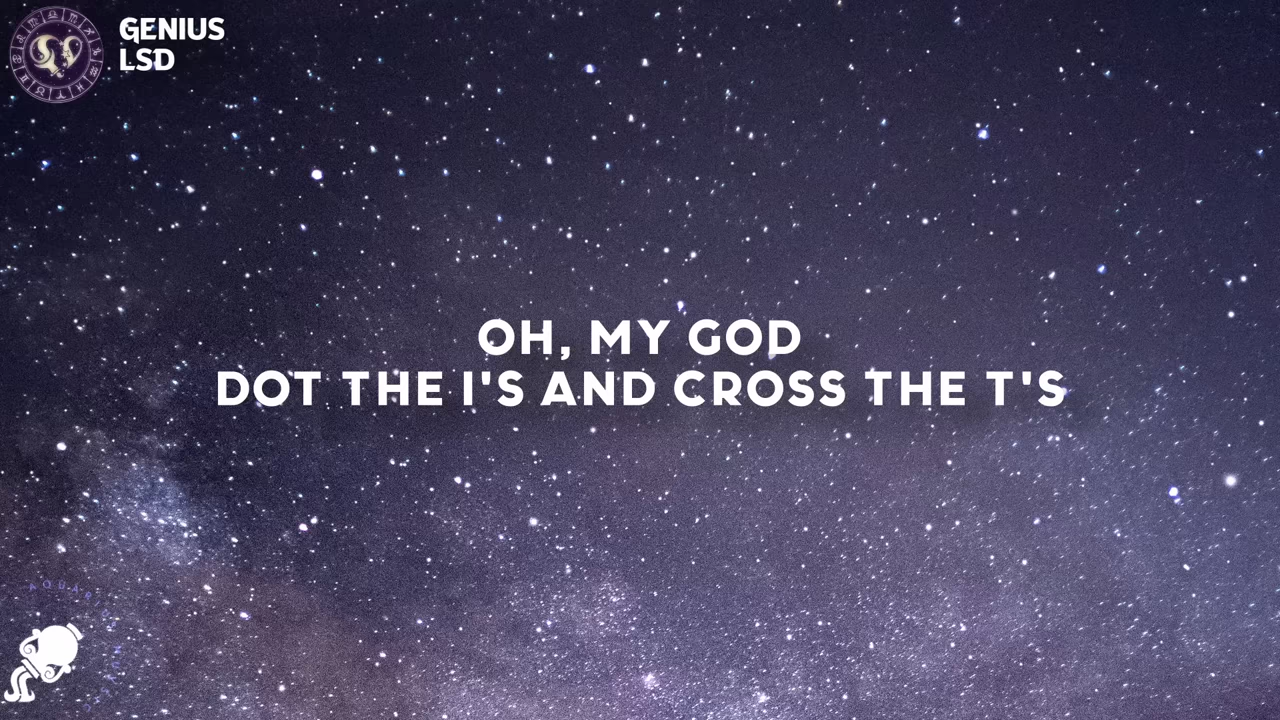 GENIUS
LSD
OH, MY GOD
DOT THE I'S AND CROSS THE T'S